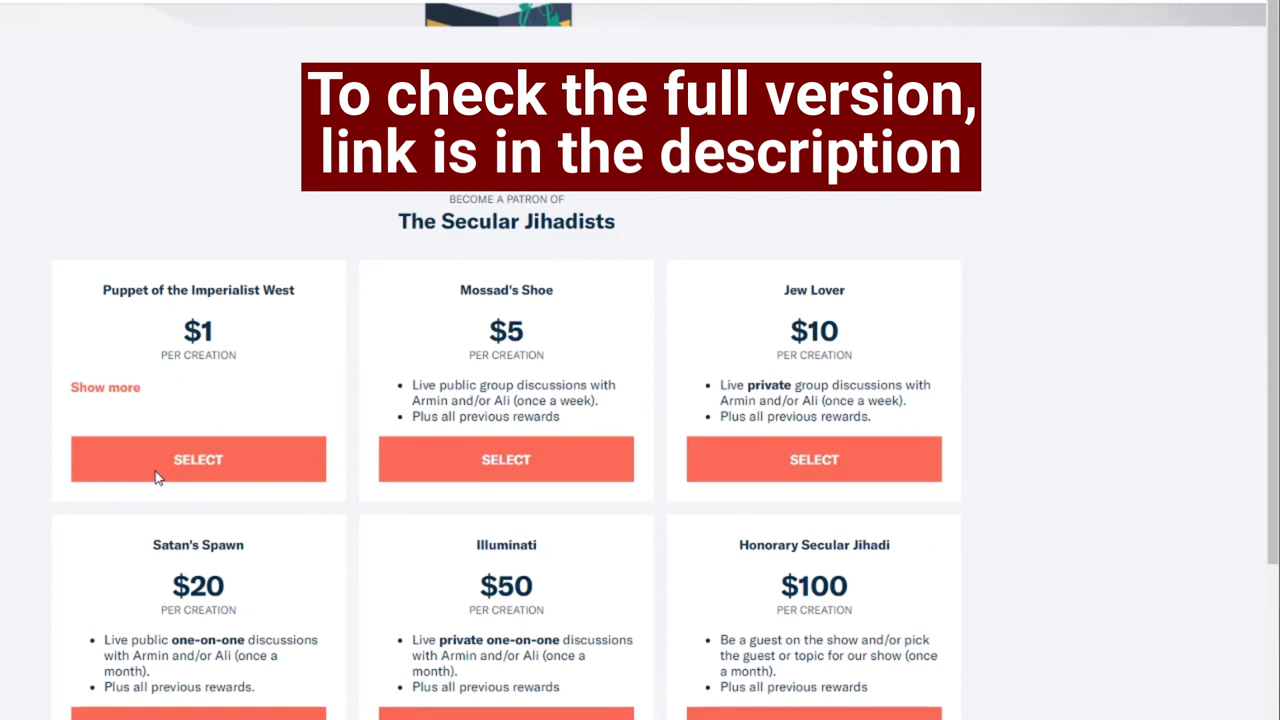 To check the full version,
link is in the description
BECOME A PATRON OF
The Secular Jihadists
Puppet of the Imperialist West
$1
PER CREATION
Show more
SELECT
Mossad's Shoe
$5
PER CREATION
• Live public group discussions with
Armin and/or Ali (once a week).
• Plus all previous rewards
SELECT
Jew Lover
$10
PER CREATION
• Live private group discussions with
Armin and/or Ali (once a week).
• Plus all previous rewards.
SELECT
Satan's Spawn
$20
PER CREATION
• Live public one-on-one discussions
with Armin and/or Ali (once a
month).
• Plus all previous rewards.
Illuminati
$50
PER CREATION
• Live private one-on-one discussions
with Armin and/or Ali (once a
month).
• Plus all previous rewards
Honorary Secular Jihadi
$100
PER CREATION
• Be a guest on the show and/or pick
the guest or topic for our show (once
a month).
• Plus all previous rewards